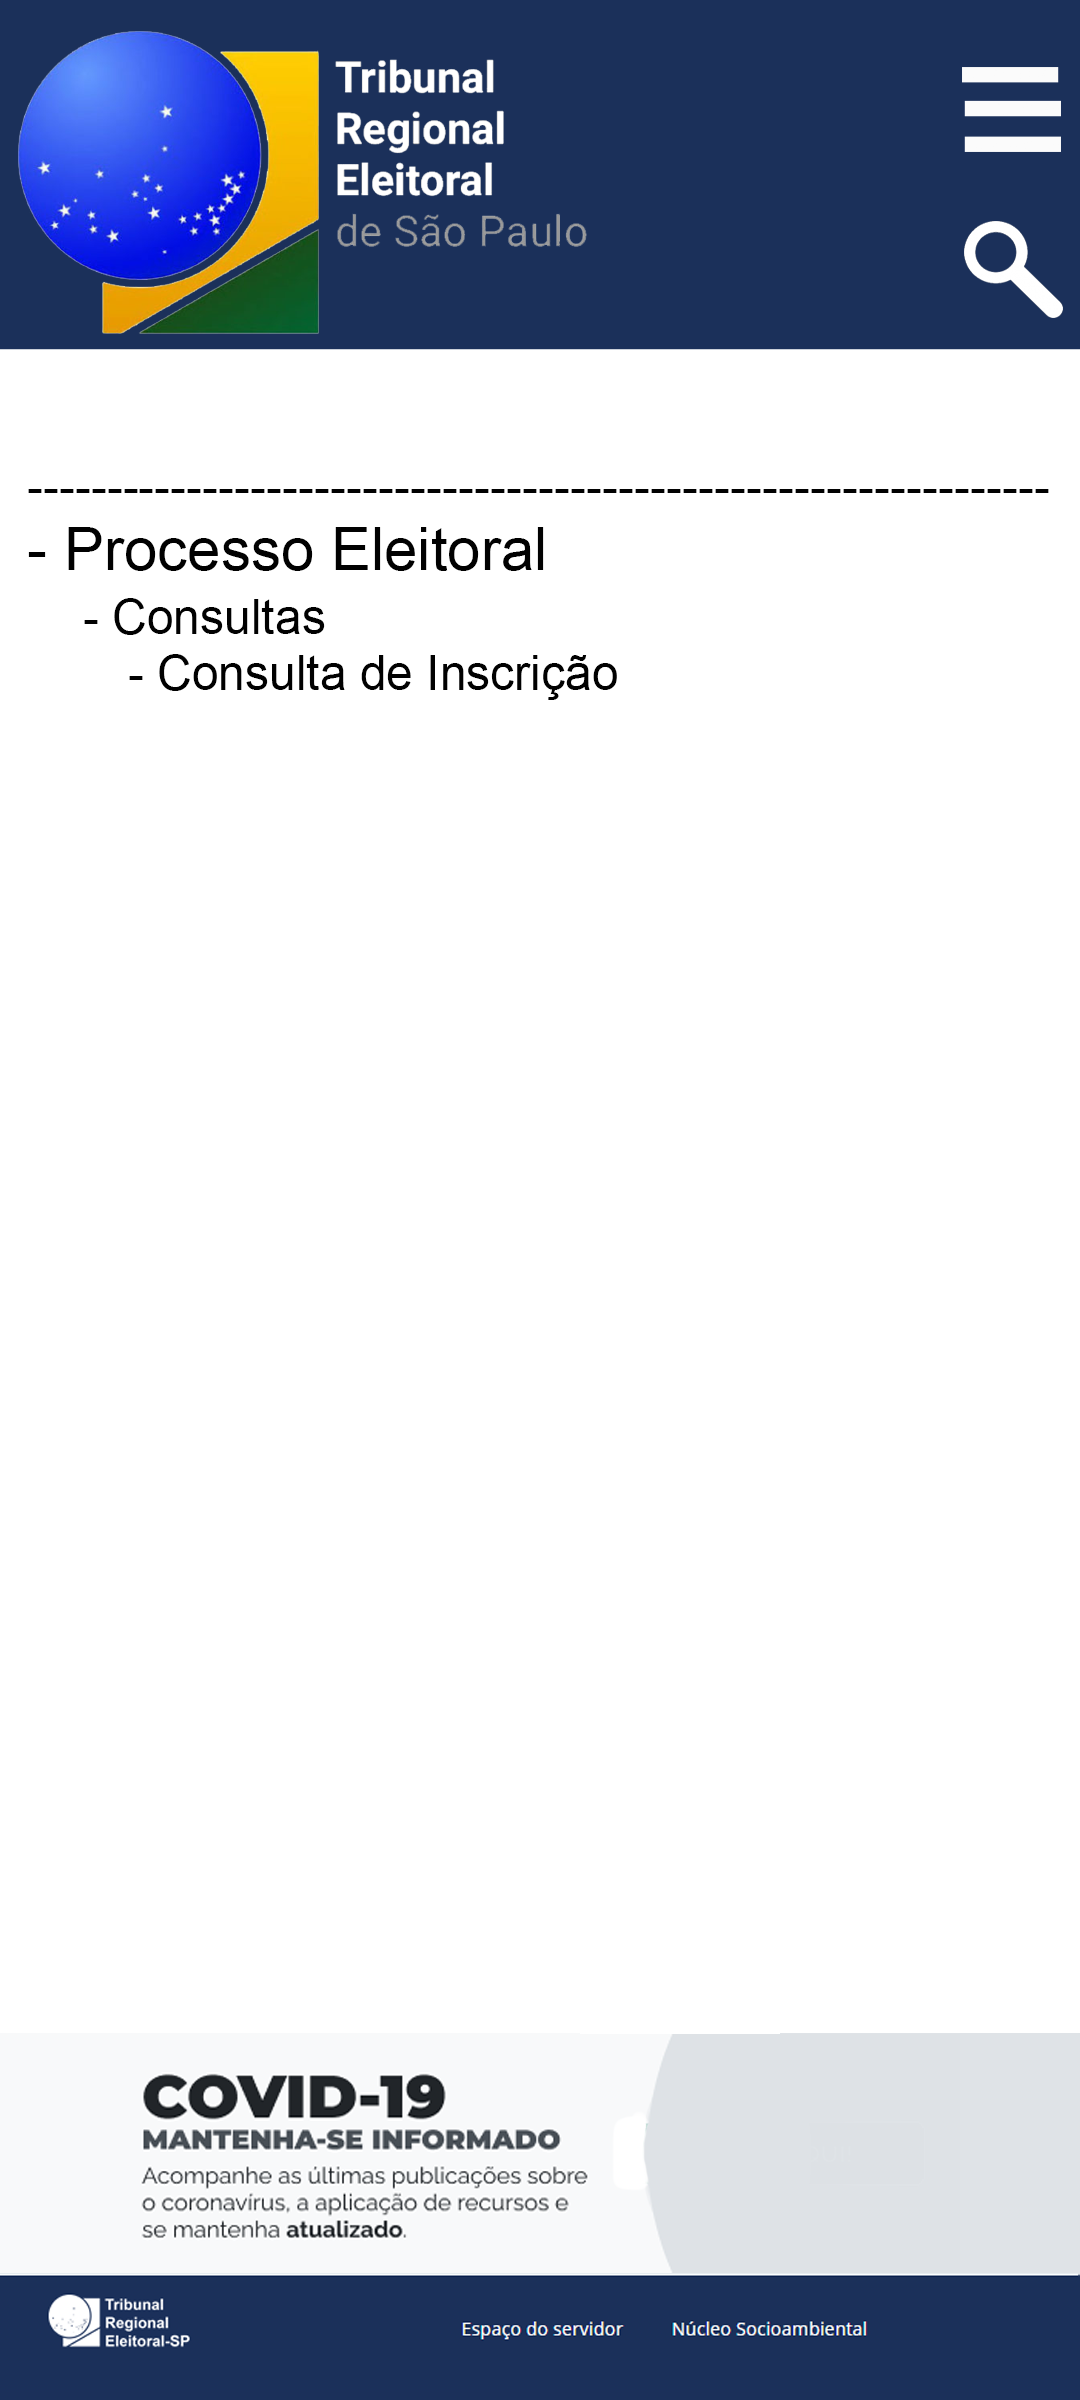 Tribunal
Regional
Eleitoral
de São Paulo
-----------------------------------------------------------------
- Processo Eleitoral
- Consultas
- Consulta de Inscrição
COVID-19
MANTENHA-SE INFORMADO
Acompanhe as últimas publicações sobre
o coronavírus, a aplicação de recursos e
se mantenha atualizado.
Tribunal
Regional
Eleitoral-SP
Espaço do servidor
Núcleo Socioambiental